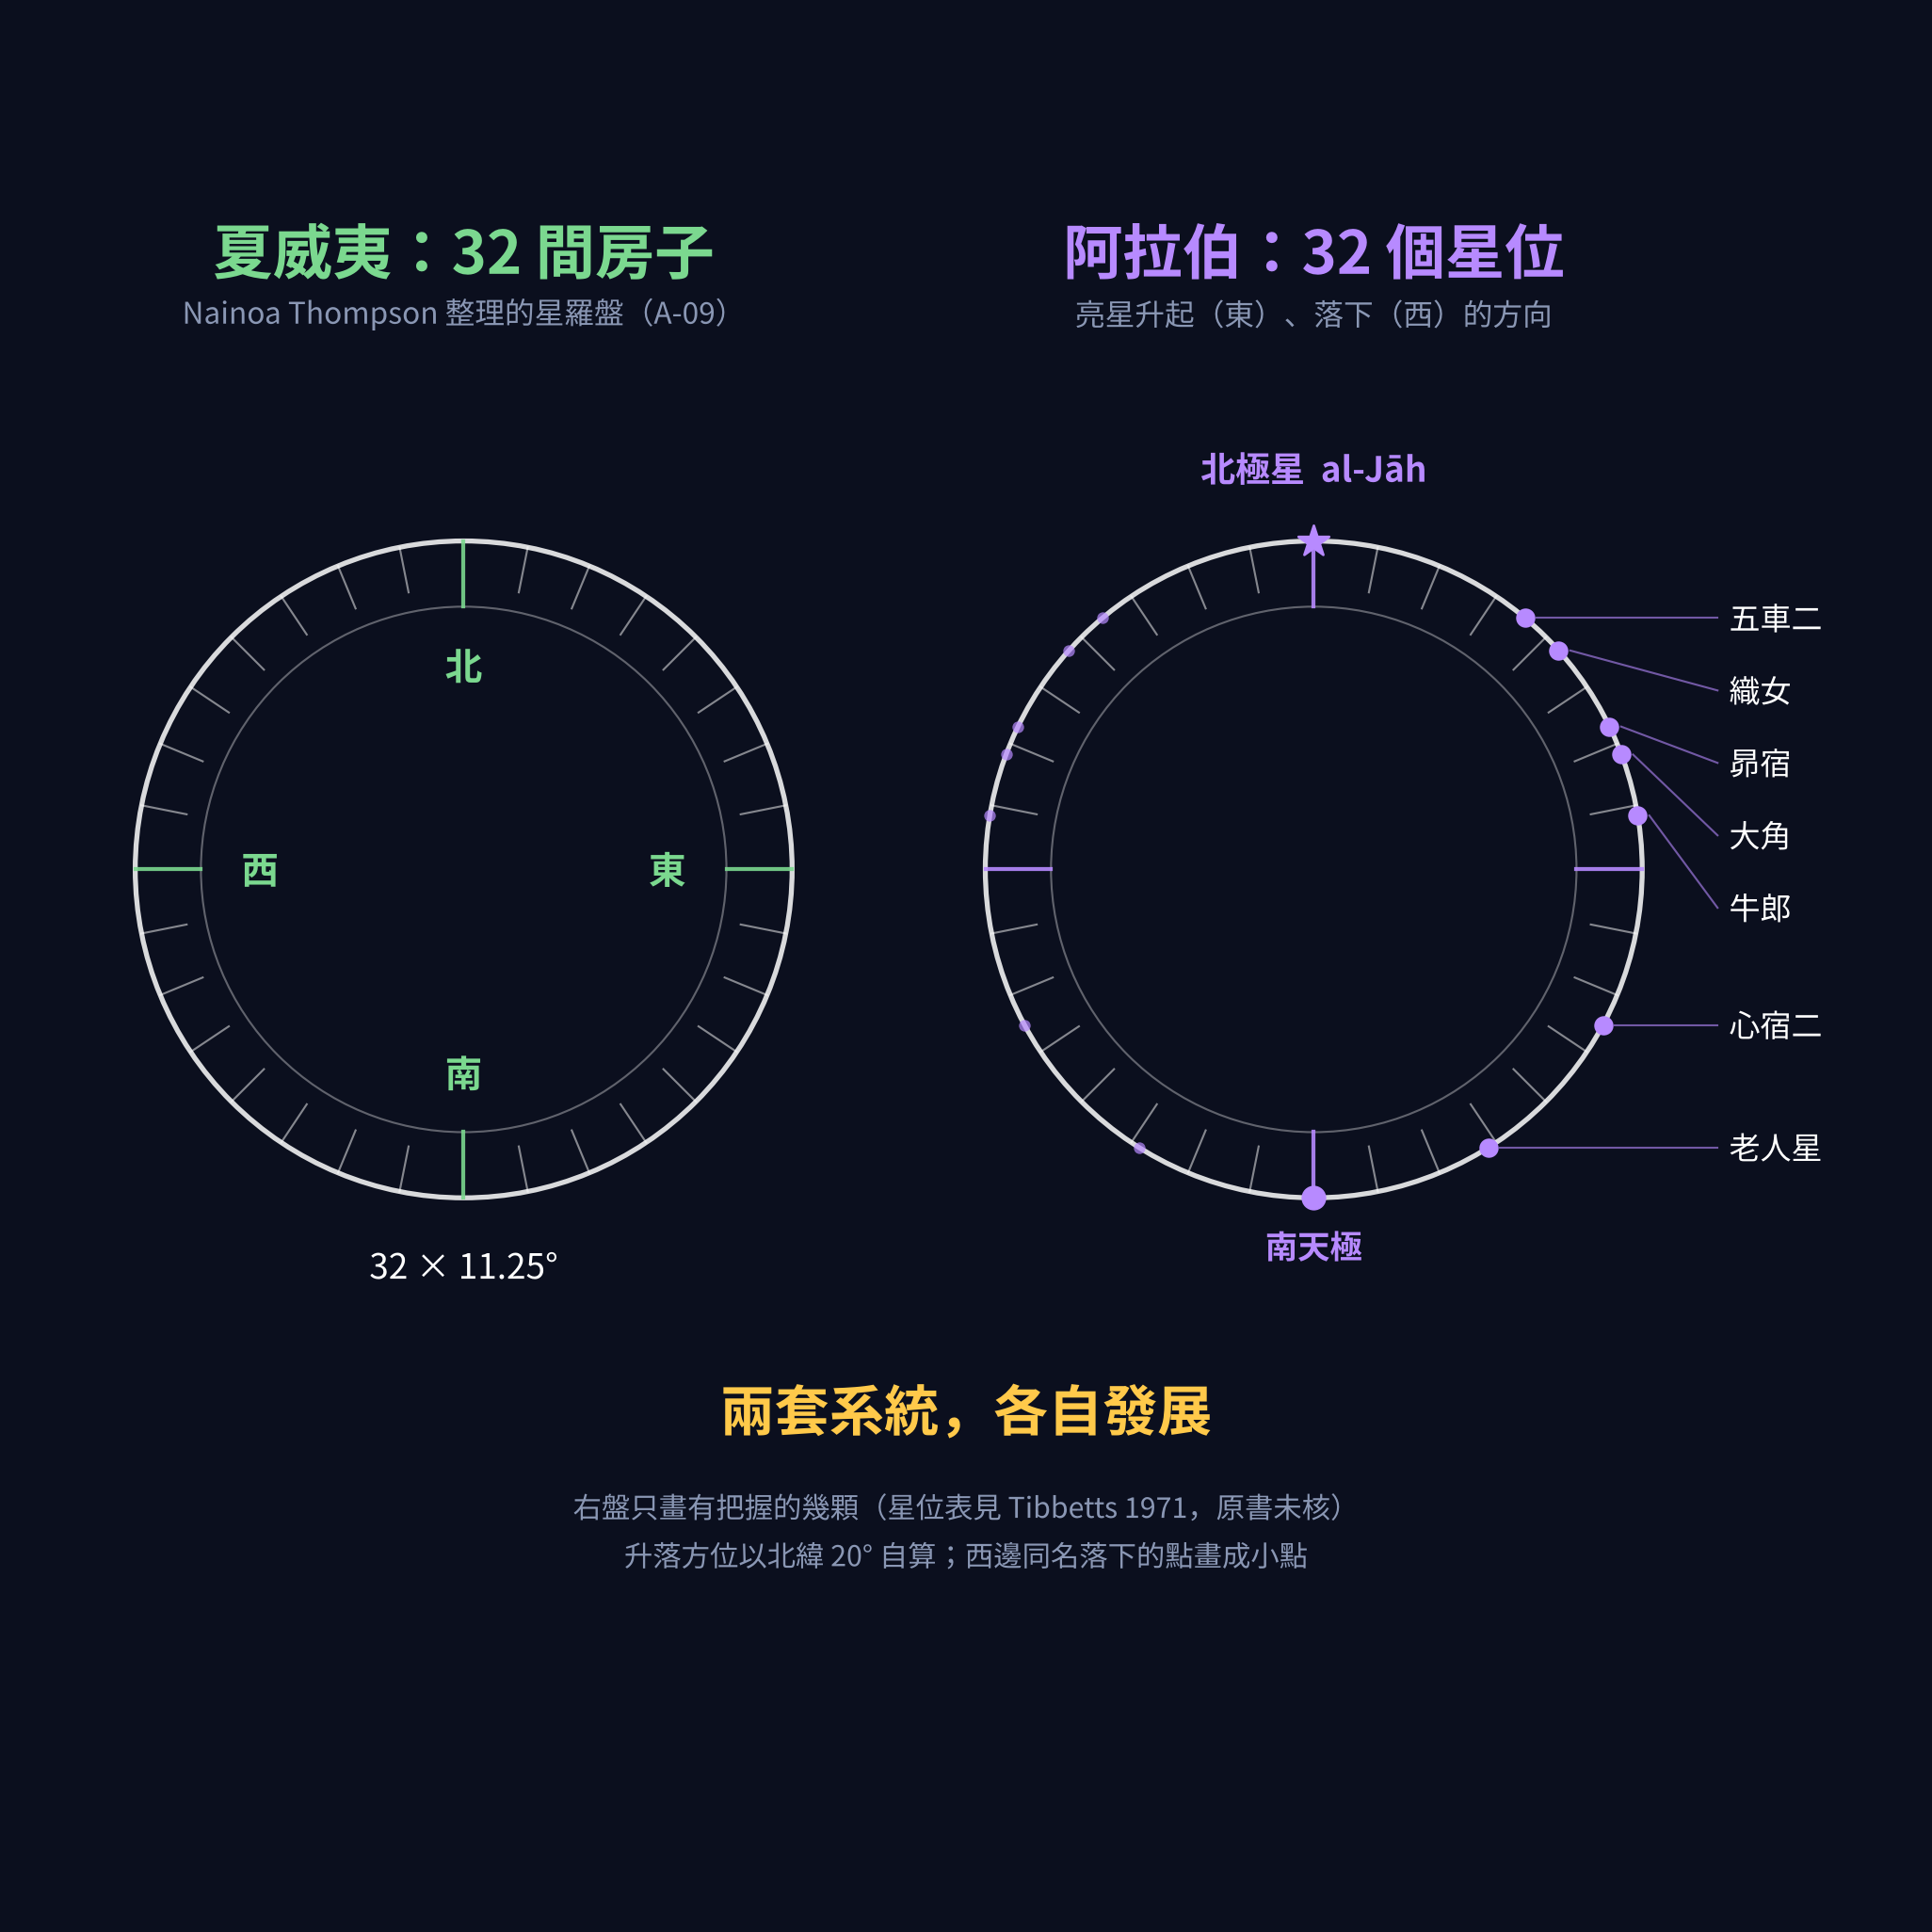 夏威夷：32 間房子
Nainoa Thompson 整理的星羅盤（A-09）
北
西
東
南
32 × 11.25°
阿拉伯：32 個星位
亮星升起（東）、落下（西）的方向
北極星 al-Jāh
五車二
織女
昴宿
大角
牛郎
心宿二
老人星
南天極
兩套系統，各自發展
右盤只畫有把握的幾顆（星位表見 Tibbetts 1971，原書未核）
升落方位以北緯 20° 自算；西邊同名落下的點畫成小點